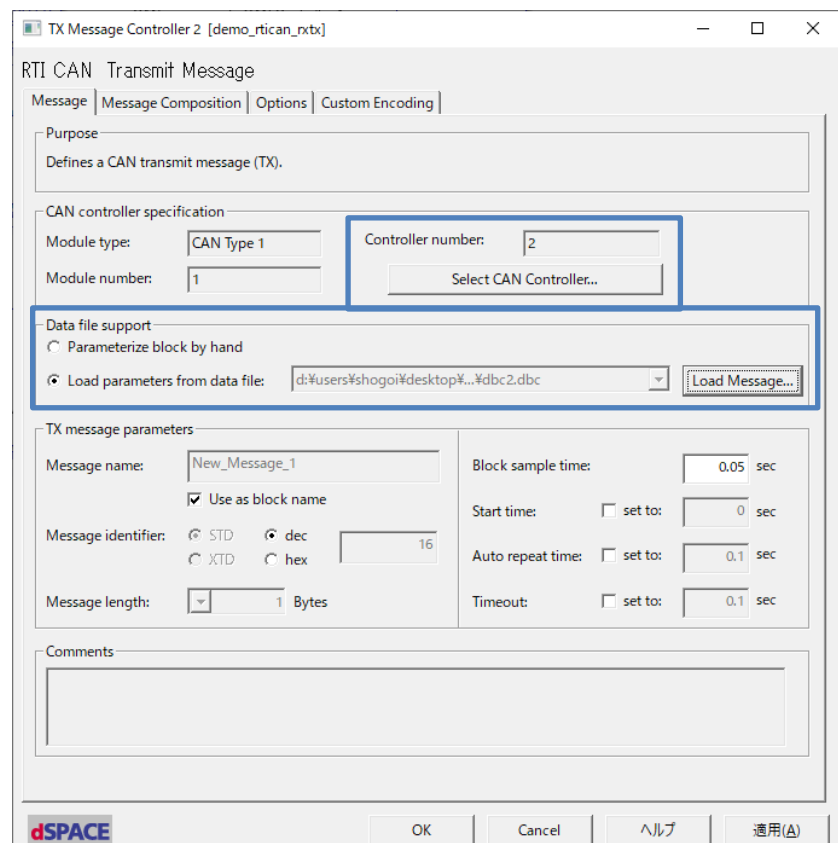 TX Message Controller 2 [demo_rtican_rxtx]
RTI CAN Transmit Message
Message Message Composition Options Custom Encoding
Purpose
Defines a CAN transmit message (TX).
CAN controller specification
Module type: CAN Type 1 Controller number: 2
Module number: 1 Select CAN Controller...
Data file support
Parameterize block by hand
Load parameters from data file: d:¥users¥shogoi¥desktop¥...¥dbc2.dbc Load Message...
TX message parameters
Message name: New_Message_1 Block sample time: 0.05 sec
Use as block name
Start time: set to: 0 sec
Message identifier: STD dec 16
XTD hex
Auto repeat time: set to: 0.1 sec
Message length: 1 Bytes Timeout: set to: 0.1 sec
Comments
dSPACE OK Cancel ヘルプ 適用(A)